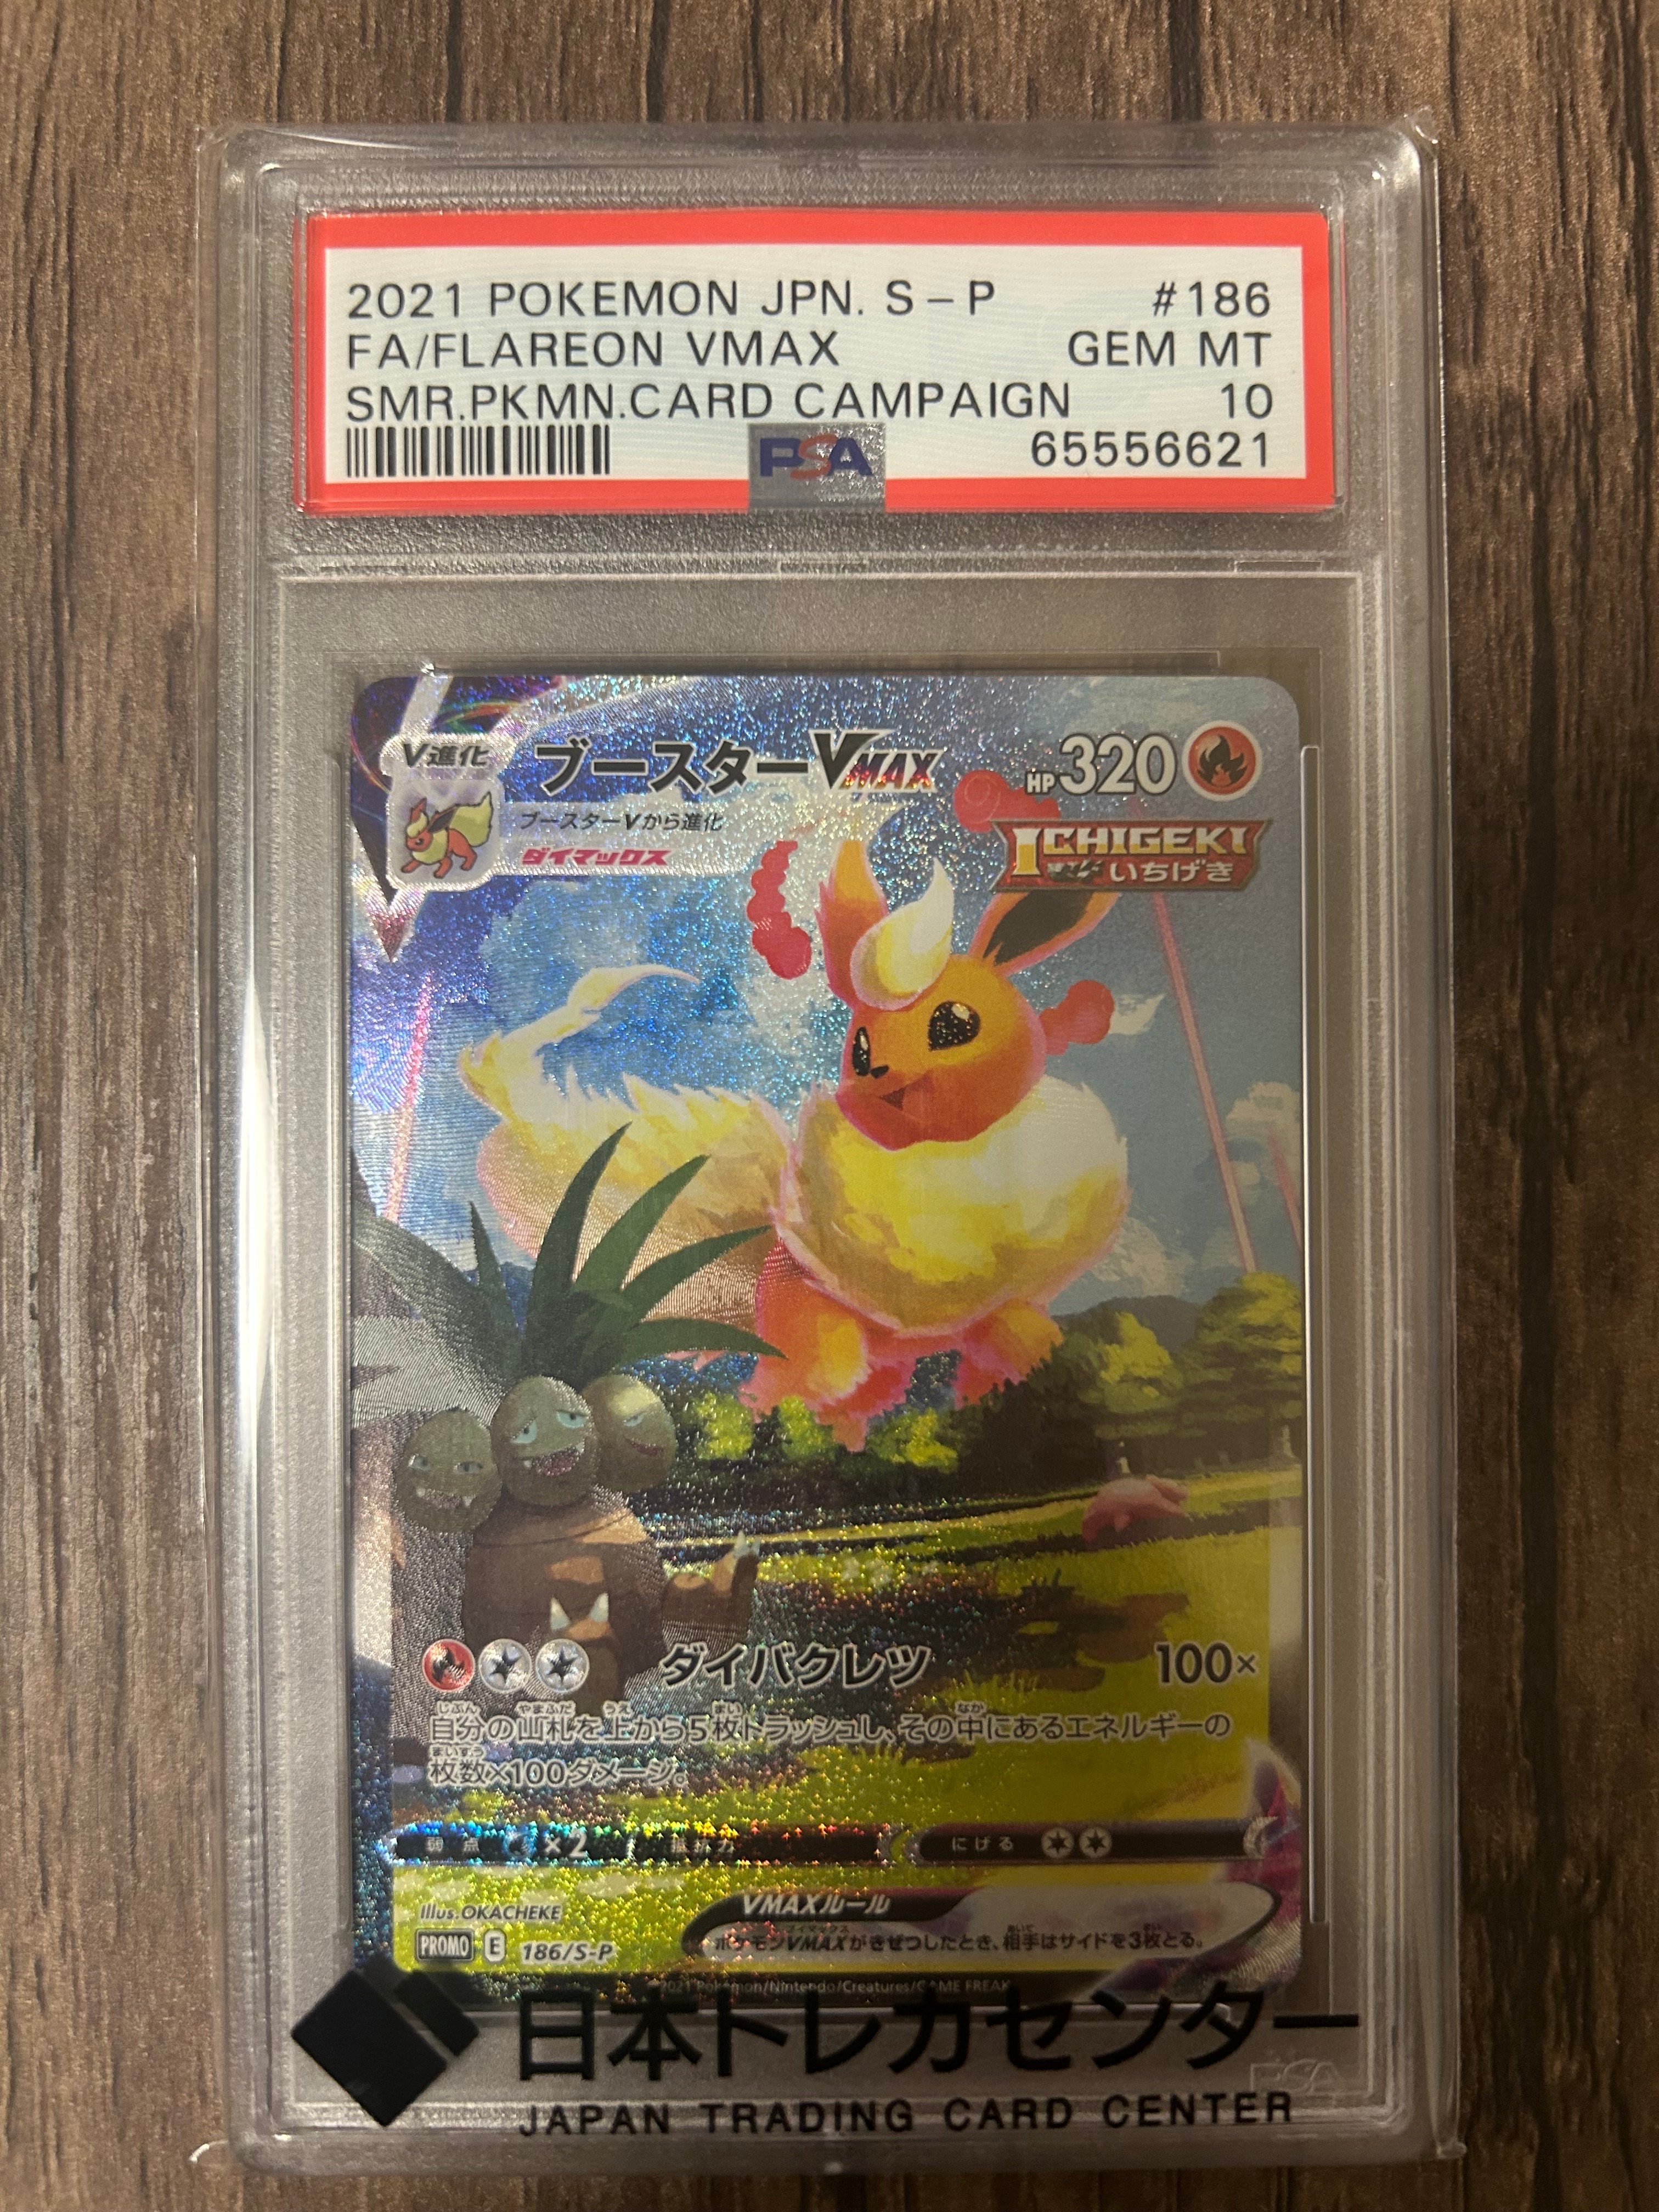 2021 POKEMON JPN. S-P #186
FA/FLAREON VMAX GEM MT
SMR.PKMN.CARD CAMPAIGN 10
PSA 65556621
V進化 ブースターVMAX HP320
ブースターVから進化
ダイマックス
ICHIGEKI
いちげき
ダイバクレツ 100×
自分の山札を上から5枚トラッシュし、その中にあるエネルギーの
枚数×100ダメージ。
弱点 ×2 抵抗力 にげる
Illus.OKACHEKE
VMAXルール
ポケモンVMAXがきぜつしたとき、相手はサイドを3枚とる。
PROMO E 186/S-P
2021 Pokémon/Nintendo/Creatures/GAME FREAK
日本トレカセンター
PSA
JAPAN TRADING CARD CENTER